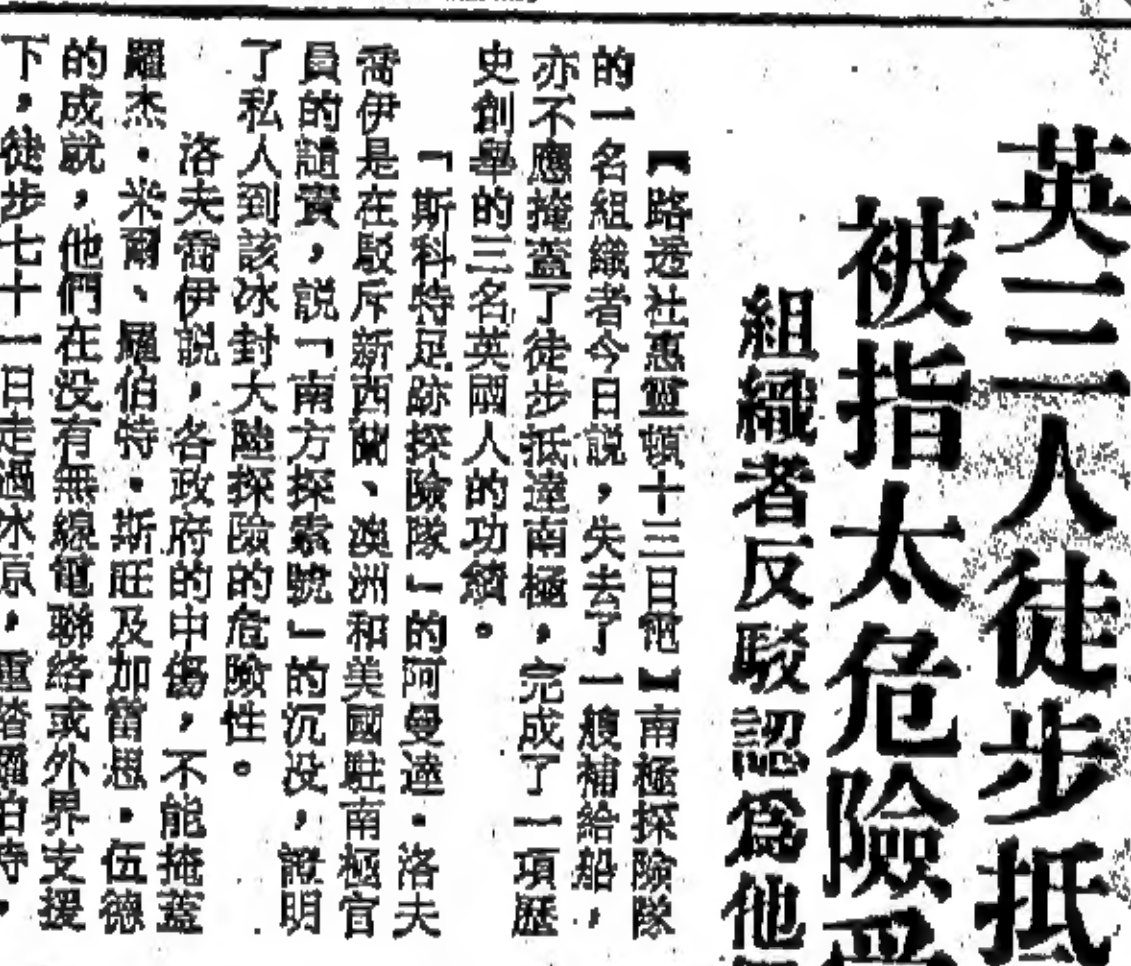 英三人徒步抵
被指太危險
組織者反駁認為他
【路透社惠靈頓十三日電】南極探險隊
的一名組織者今日説，失去了一艘補給船，
亦不應掩蓋了徒步抵達南極，完成了一項歷
史創舉的三名英國人的功績。
「斯科特足跡探險隊」的阿曼達·洛夫
喬伊是在駁斥新西蘭、澳洲和美國駐南極官
員的譴責，説「南方探索號」的沉没，證明
了私人到該冰封大陸探險的危險性。
洛夫喬伊説，各政府的中傷，不能掩蓋
羅杰·米爾、羅伯特·斯旺及加雷思·伍德
的成就，他們在没有無線電聯絡或外界支援
下，徒步七十一日走過冰原，重踏羅伯特·